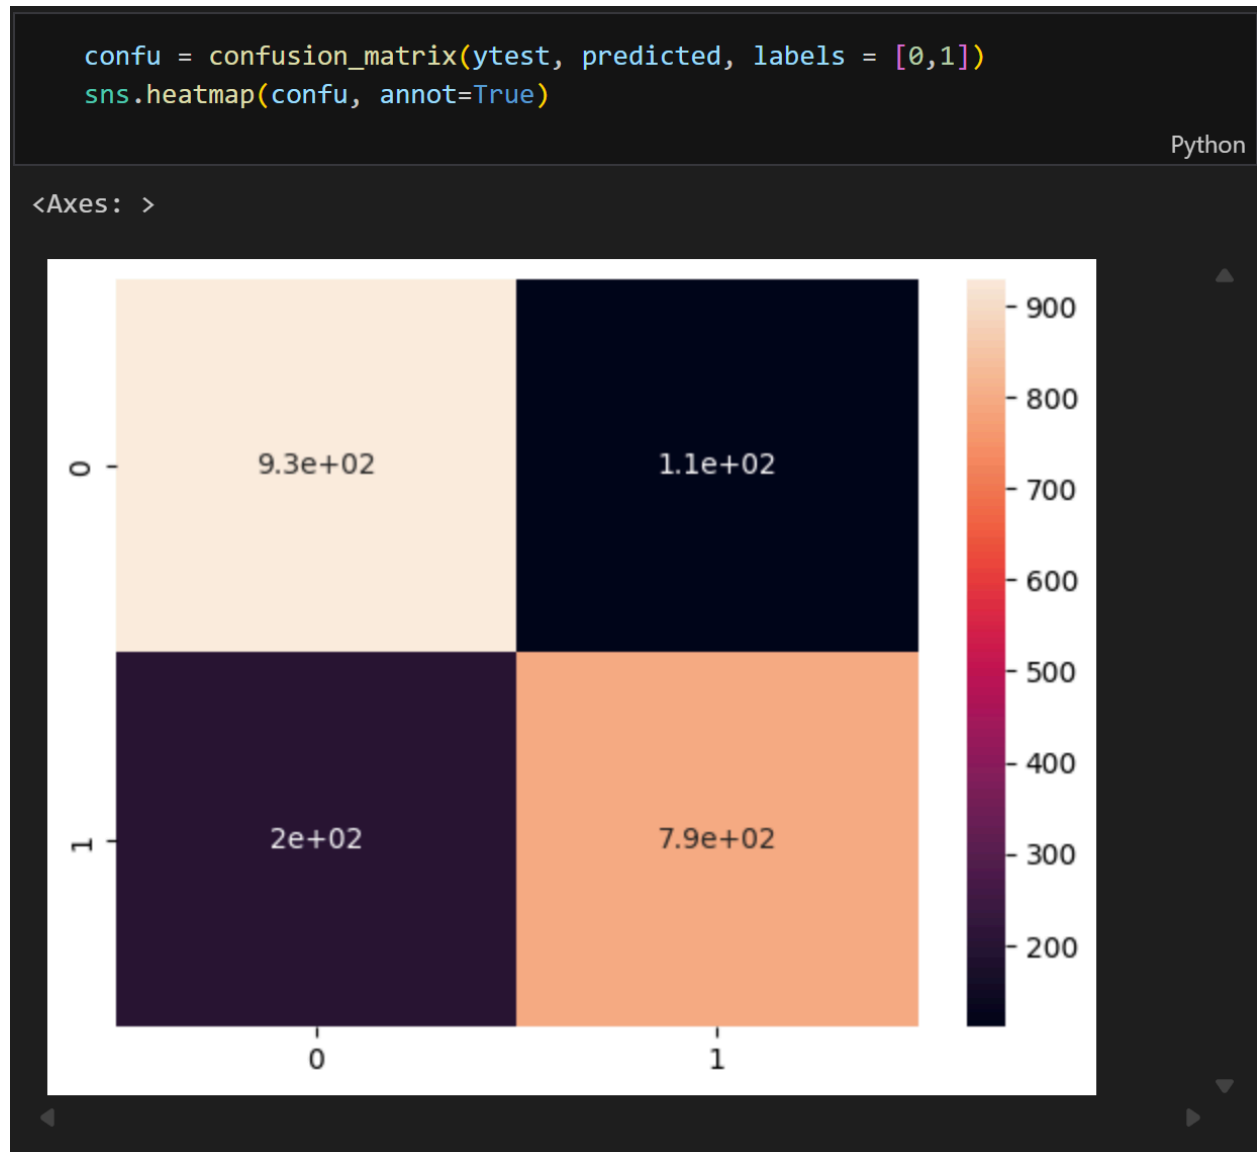 confu = confusion_matrix(ytest, predicted, labels = [0,1])
sns.heatmap(confu, annot=True)
Python
<Axes: >
900
800
700
600
500
400
300
200
0
9.3e+02 1.1e+02
1
2e+02 7.9e+02
0 1